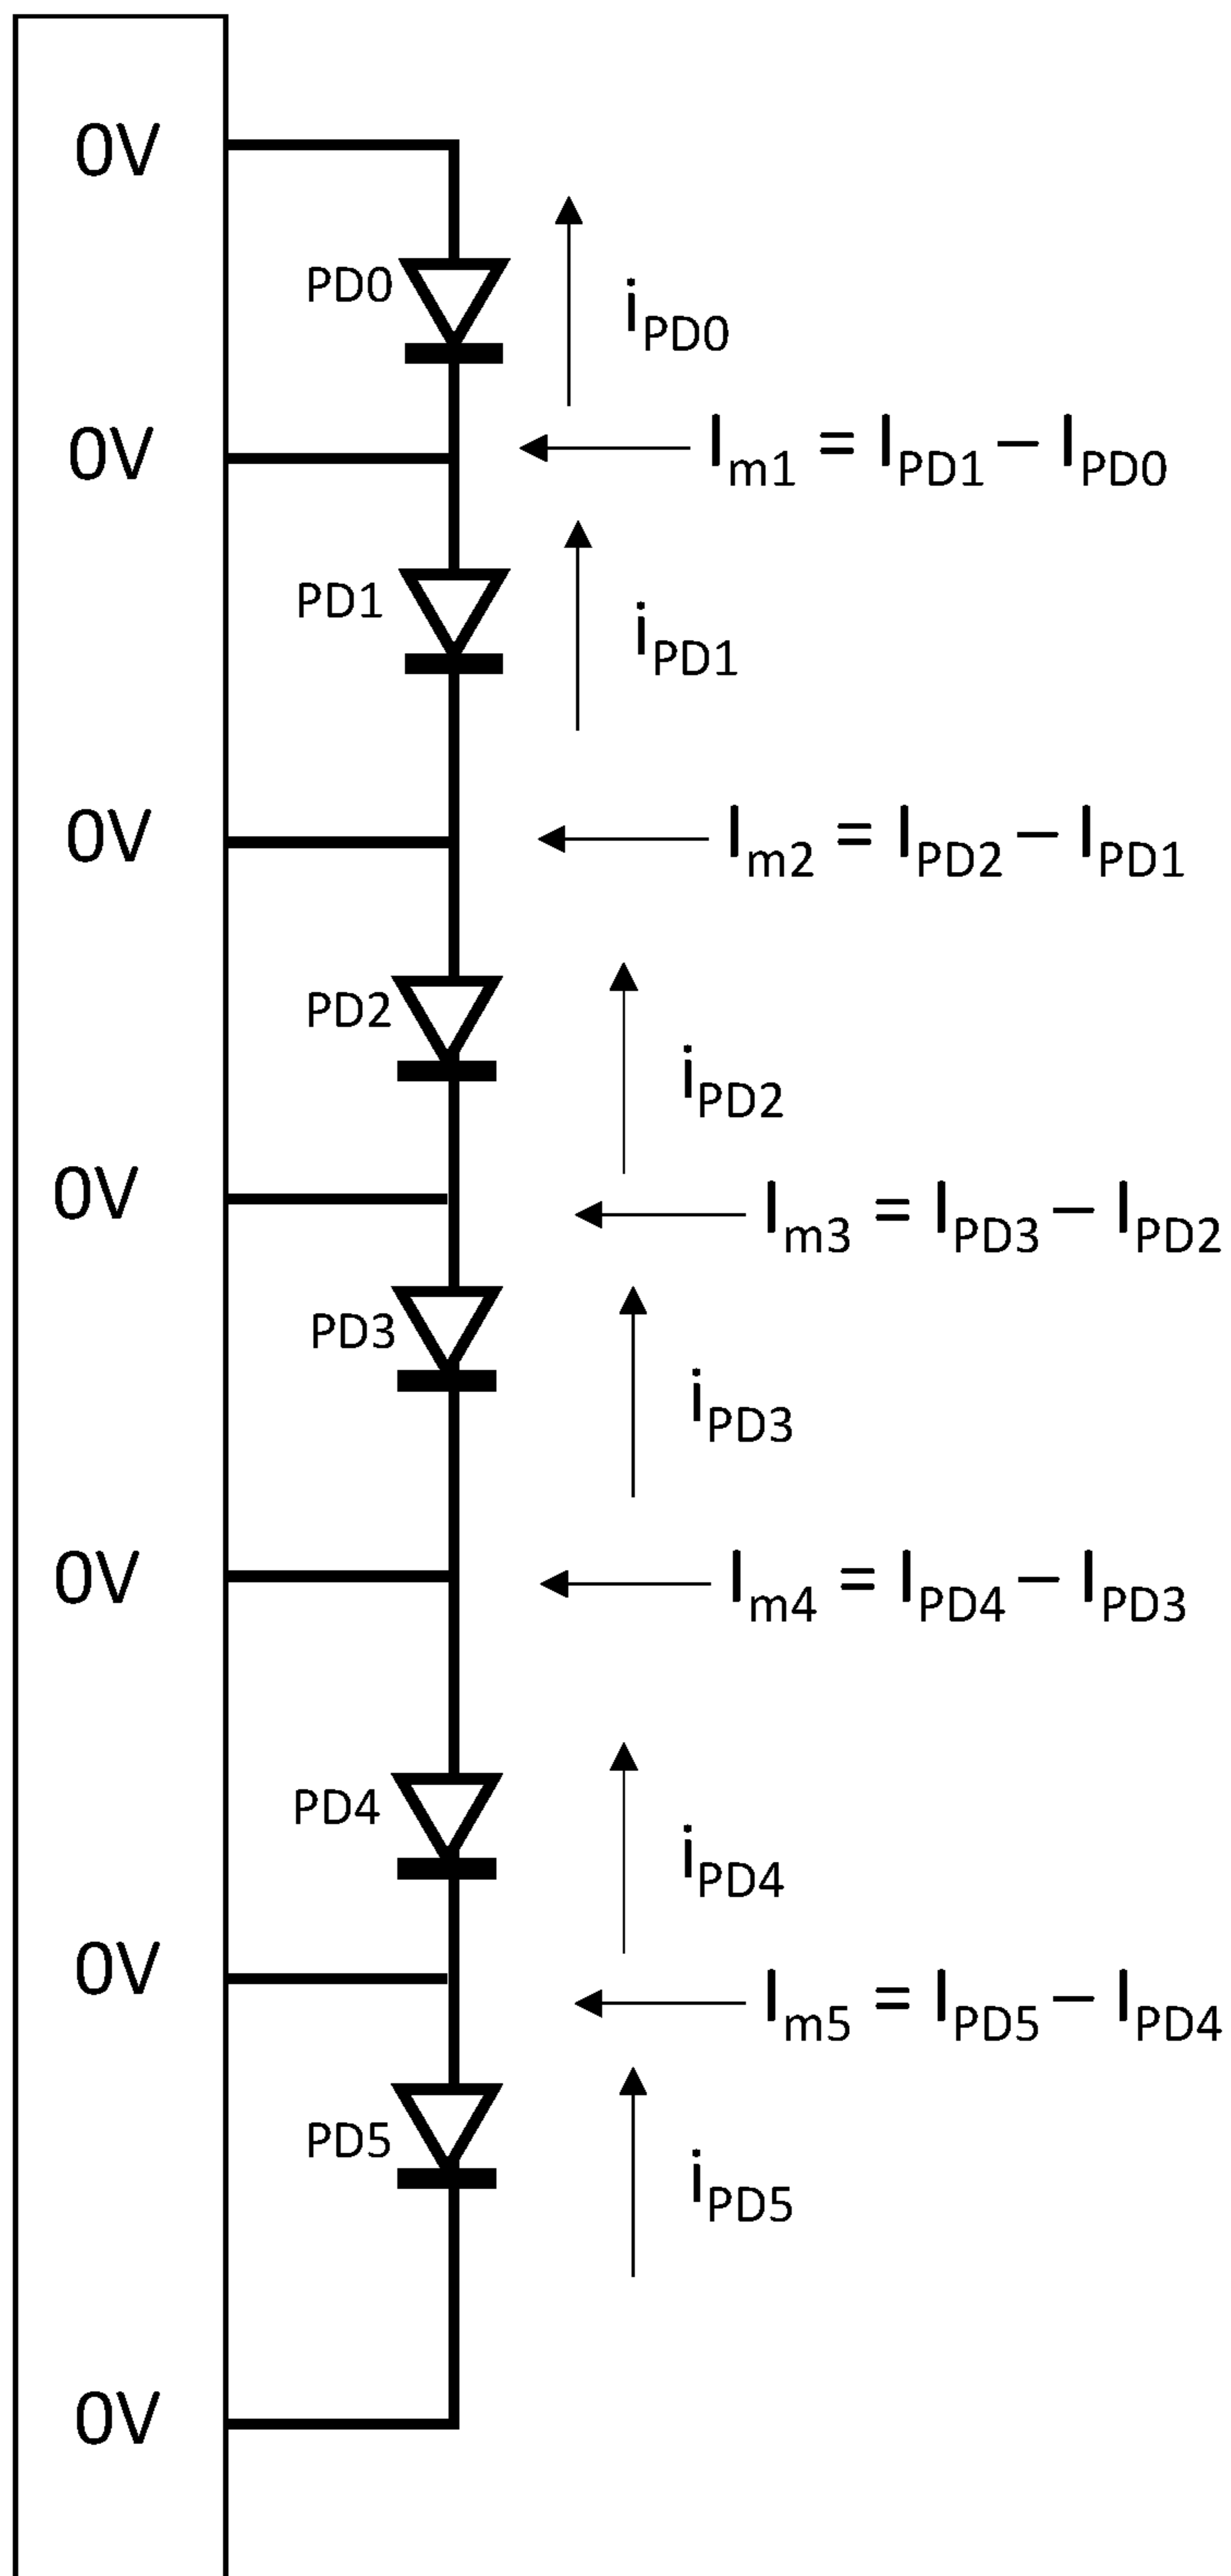 0V
PD0
iPD0
0V
Im1 = IPD1 – IPD0
PD1
iPD1
0V
Im2 = IPD2 – IPD1
PD2
iPD2
0V
Im3 = IPD3 – IPD2
PD3
iPD3
0V
Im4 = IPD4 – IPD3
PD4
iPD4
0V
Im5 = IPD5 – IPD4
PD5
iPD5
0V